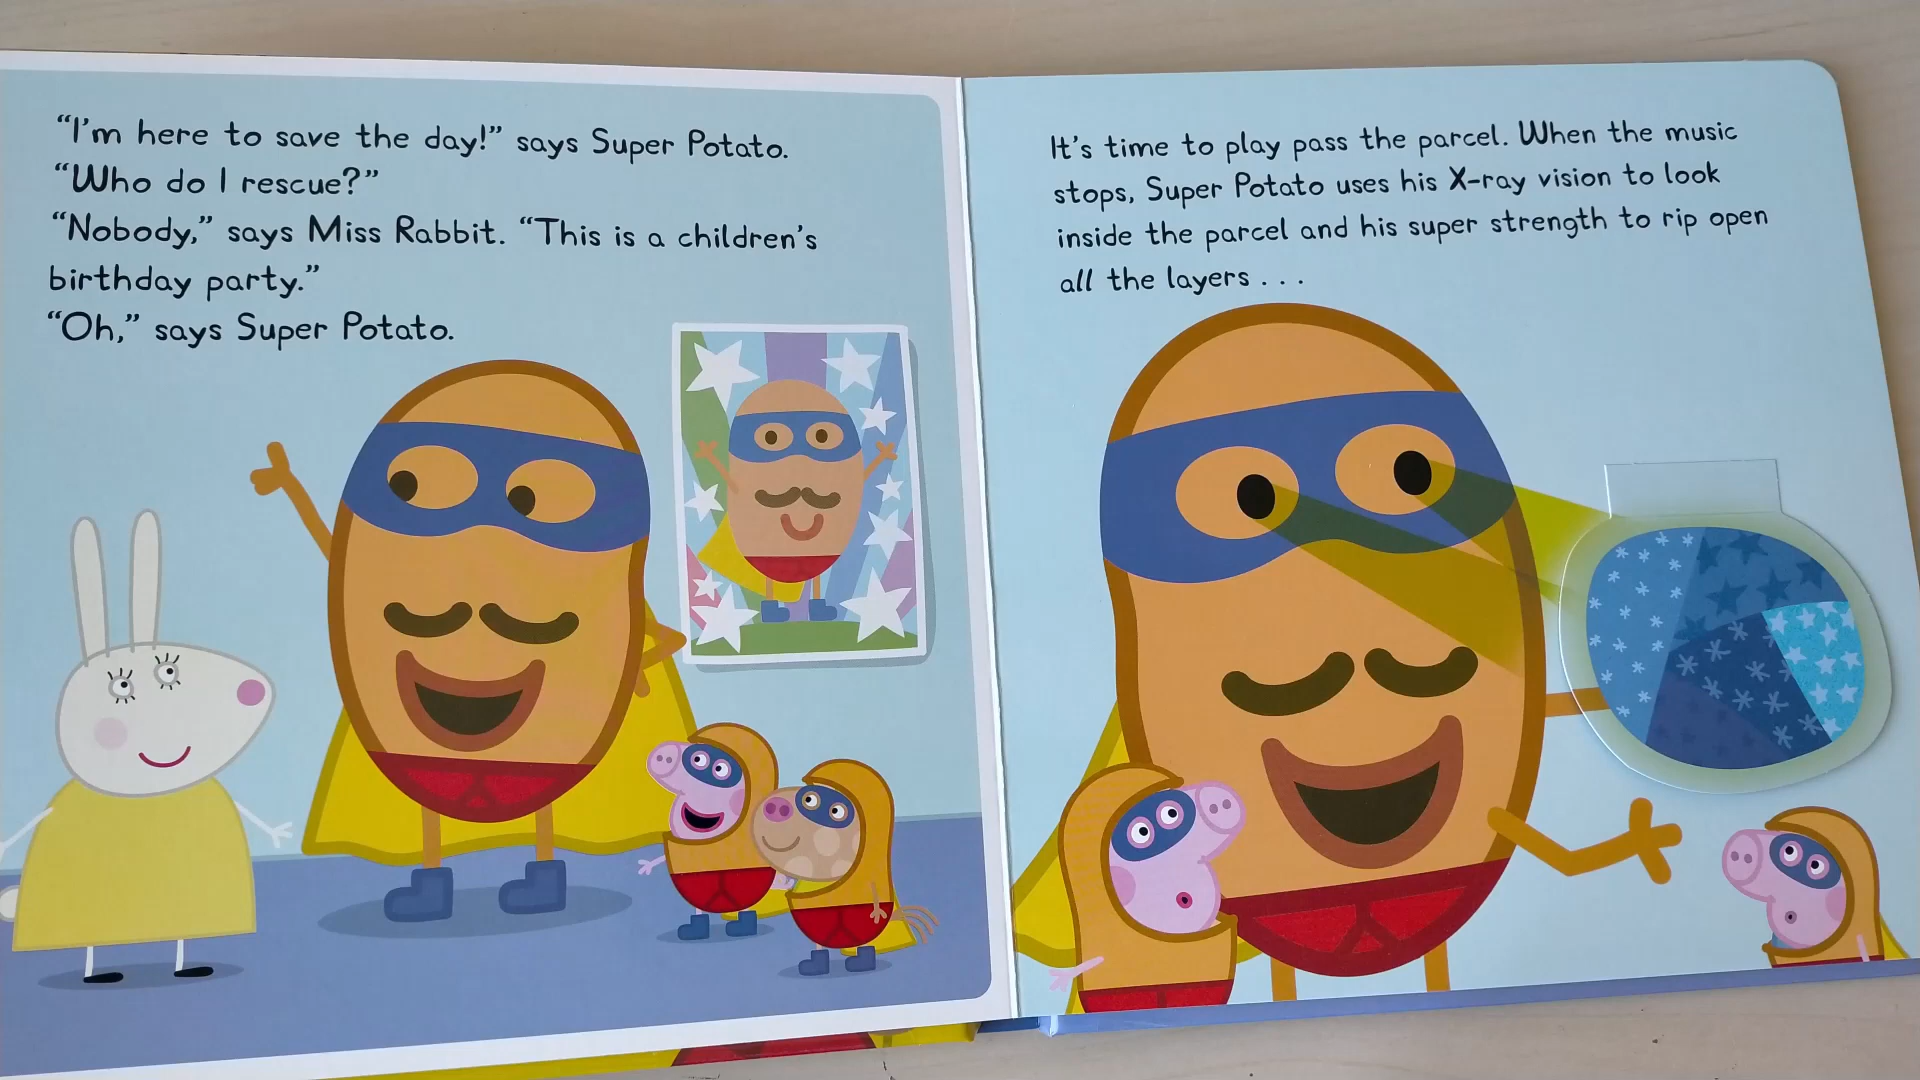 “I’m here to save the day!” says Super Potato.
“Who do I rescue?”
“Nobody,” says Miss Rabbit. “This is a children’s
birthday party.”
“Oh,” says Super Potato.
It’s time to play pass the parcel. When the music
stops, Super Potato uses his X-ray vision to look
inside the parcel and his super strength to rip open
all the layers . . .